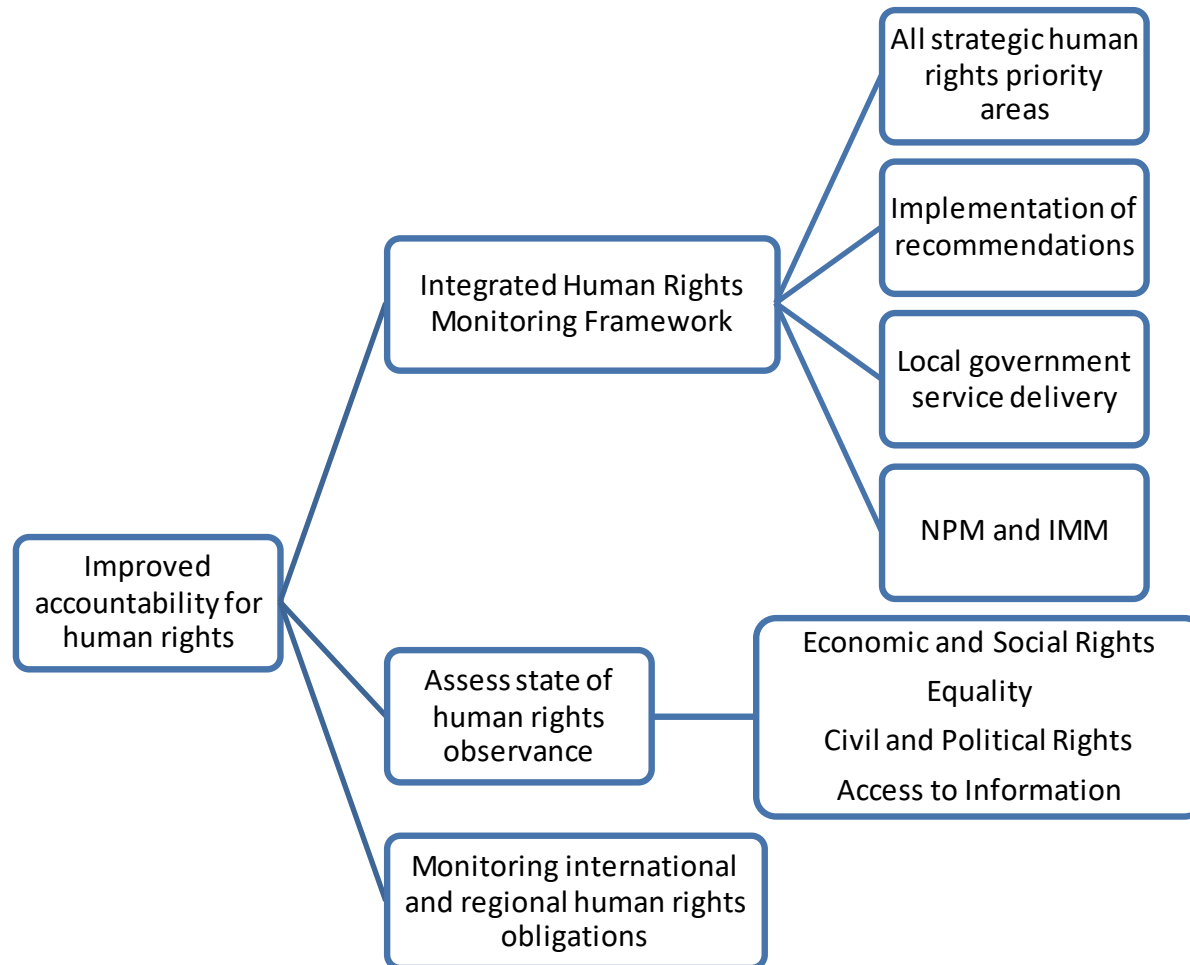 All strategic human
rights priority
areas
Implementation of
recommendations
Integrated Human Rights
Monitoring Framework
Local government
service delivery
NPM and IMM
Improved
accountability for
human rights
Assess state of
human rights
observance
Economic and Social Rights
Equality
Civil and Political Rights
Access to Information
Monitoring international
and regional human rights
obligations